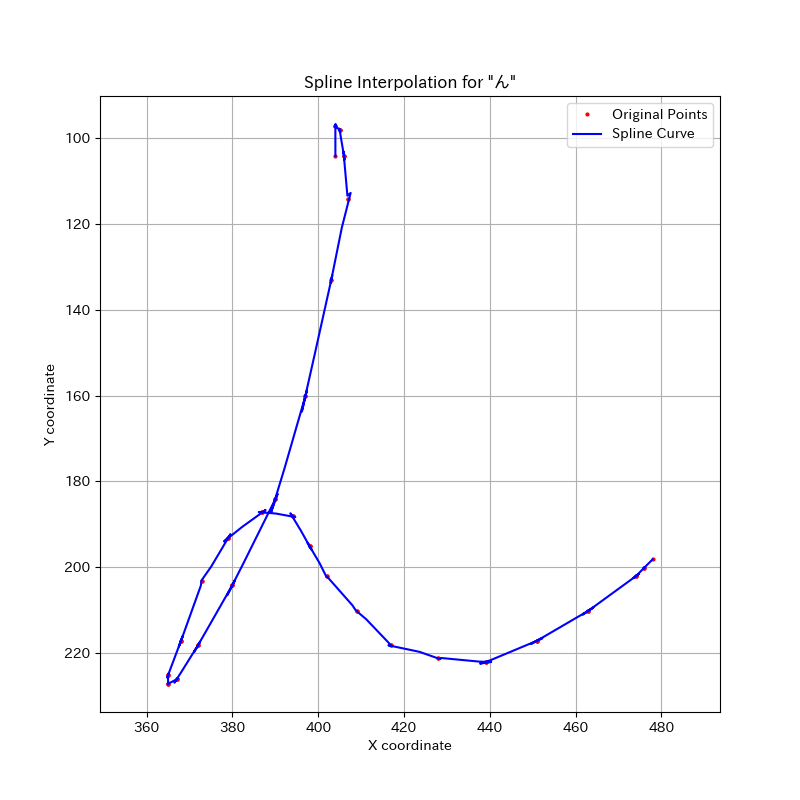 Spline Interpolation for "ん"
Original Points
Spline Curve
100
120
140
160
180
200
220
Y coordinate
360
380
400
420
440
460
480
X coordinate